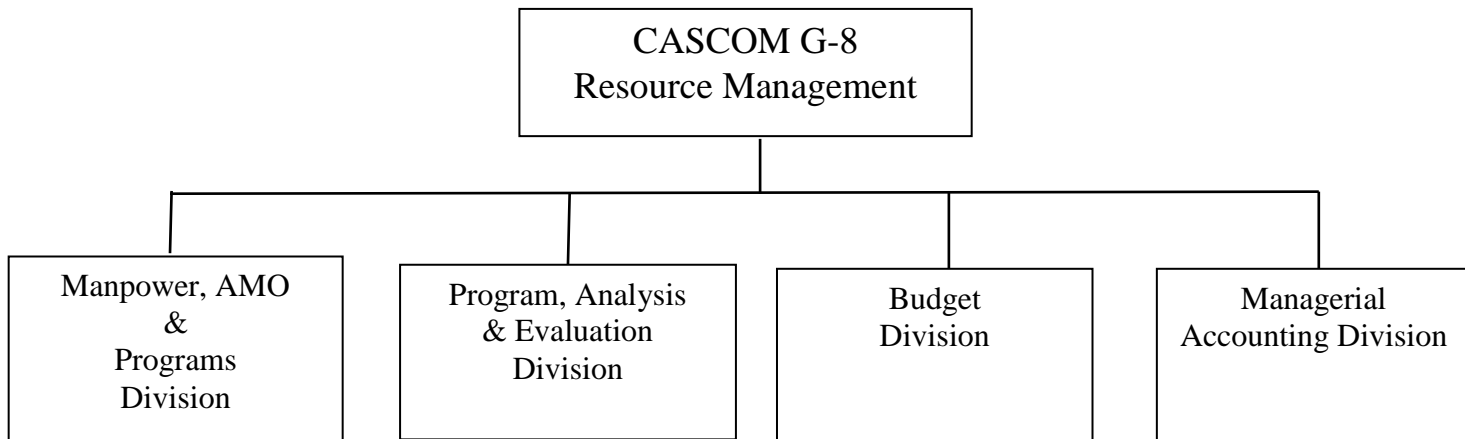 CASCOM G-8
Resource Management
Manpower, AMO
&
Programs
Division
Program, Analysis
& Evaluation
Division
Budget
Division
Managerial
Accounting Division